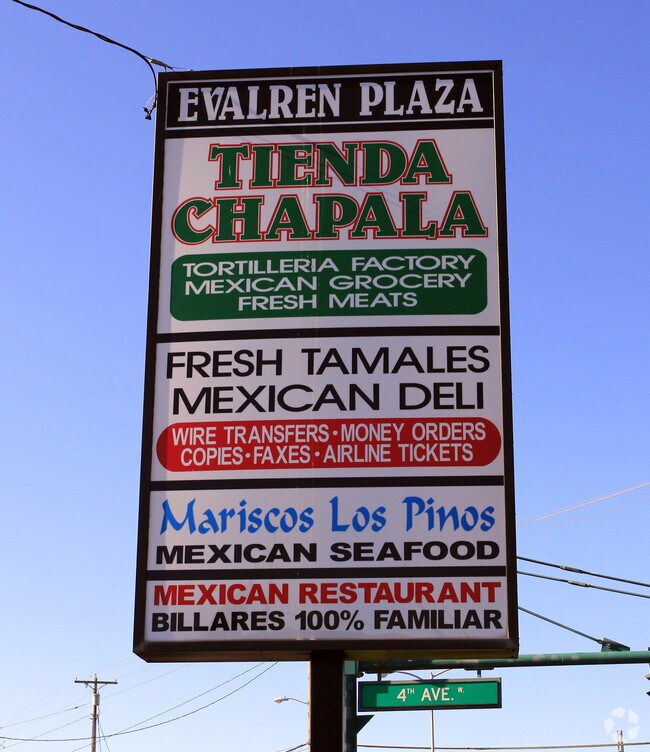 EVALREN PLAZA
TIENDA
CHAPALA
TORTILLERIA FACTORY
MEXICAN GROCERY
FRESH MEATS
FRESH TAMALES
MEXICAN DELI
WIRE TRANSFERS • MONEY ORDERS
COPIES • FAXES • AIRLINE TICKETS
Mariscos Los Pinos
MEXICAN SEAFOOD
MEXICAN RESTAURANT
BILLARES 100% FAMILIAR
4TH AVE. W.